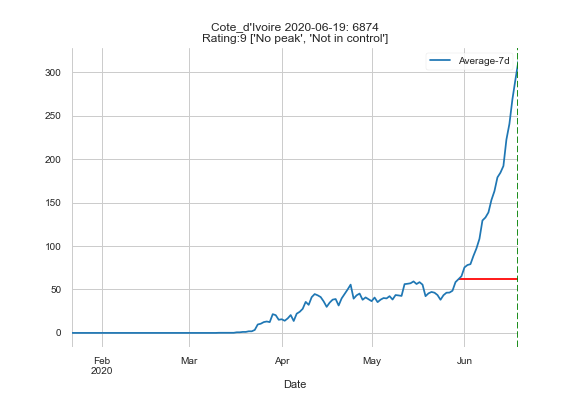 Cote_d'Ivoire 2020-06-19: 6874
Rating:9 ['No peak', 'Not in control']
Average-7d
300
250
200
150
100
50
0
Feb
2020
Mar
Apr
May
Jun
Date